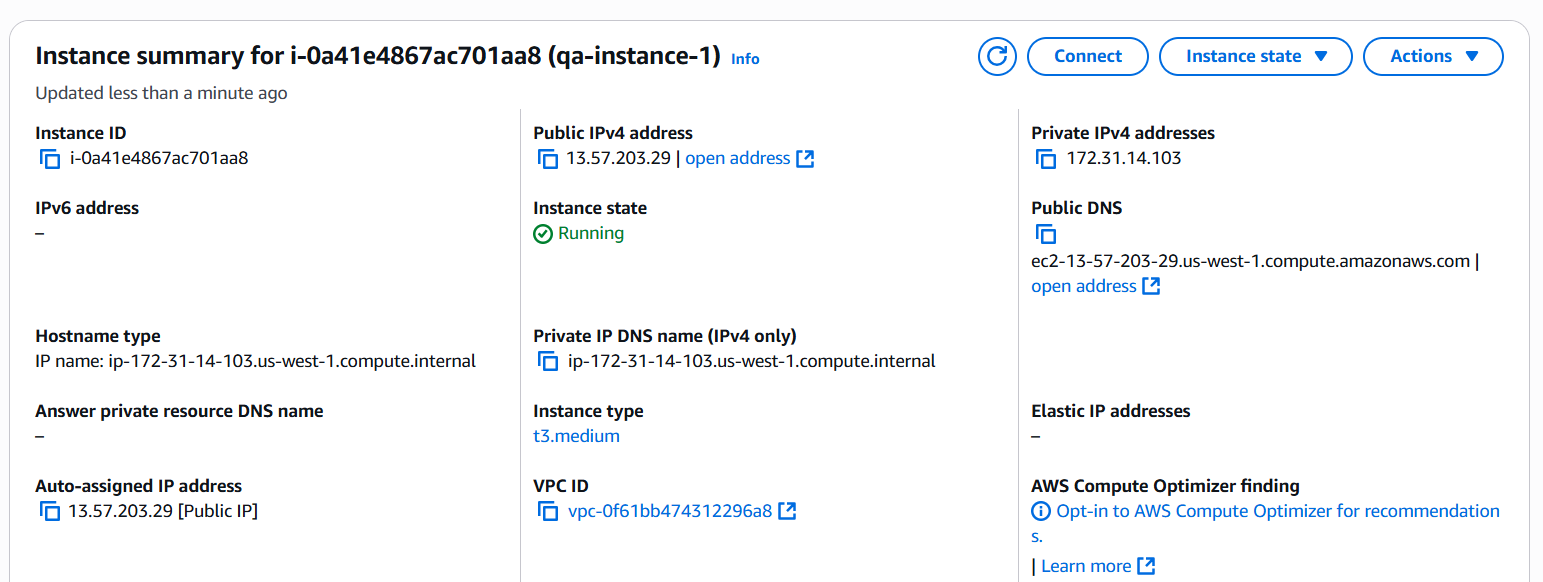 Instance summary for i-0a41e4867ac701aa8 (qa-instance-1) Info
Connect
Instance state
Actions
Updated less than a minute ago
Instance ID
i-0a41e4867ac701aa8
Public IPv4 address
13.57.203.29 | open address
Private IPv4 addresses
172.31.14.103
IPv6 address
–
Instance state
Running
Public DNS
ec2-13-57-203-29.us-west-1.compute.amazonaws.com |
open address
Hostname type
IP name: ip-172-31-14-103.us-west-1.compute.internal
Private IP DNS name (IPv4 only)
ip-172-31-14-103.us-west-1.compute.internal
Answer private resource DNS name
–
Instance type
t3.medium
Elastic IP addresses
–
Auto-assigned IP address
13.57.203.29 [Public IP]
VPC ID
vpc-0f61bb474312296a8
AWS Compute Optimizer finding
Opt-in to AWS Compute Optimizer for recommendation
s.
| Learn more